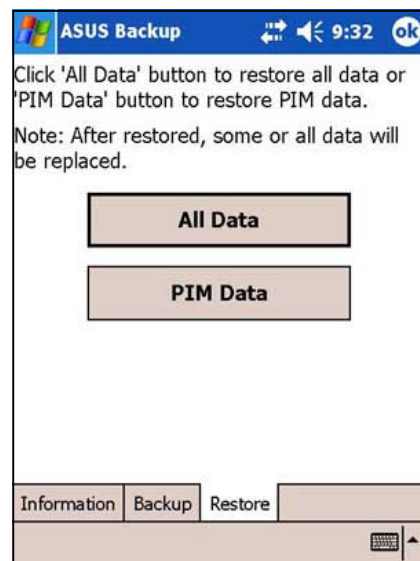 ASUS Backup 9:32 ok
Click 'All Data' button to restore all data or
'PIM Data' button to restore PIM data.
Note: After restored, some or all data will
be replaced.
All Data
PIM Data
Information Backup Restore